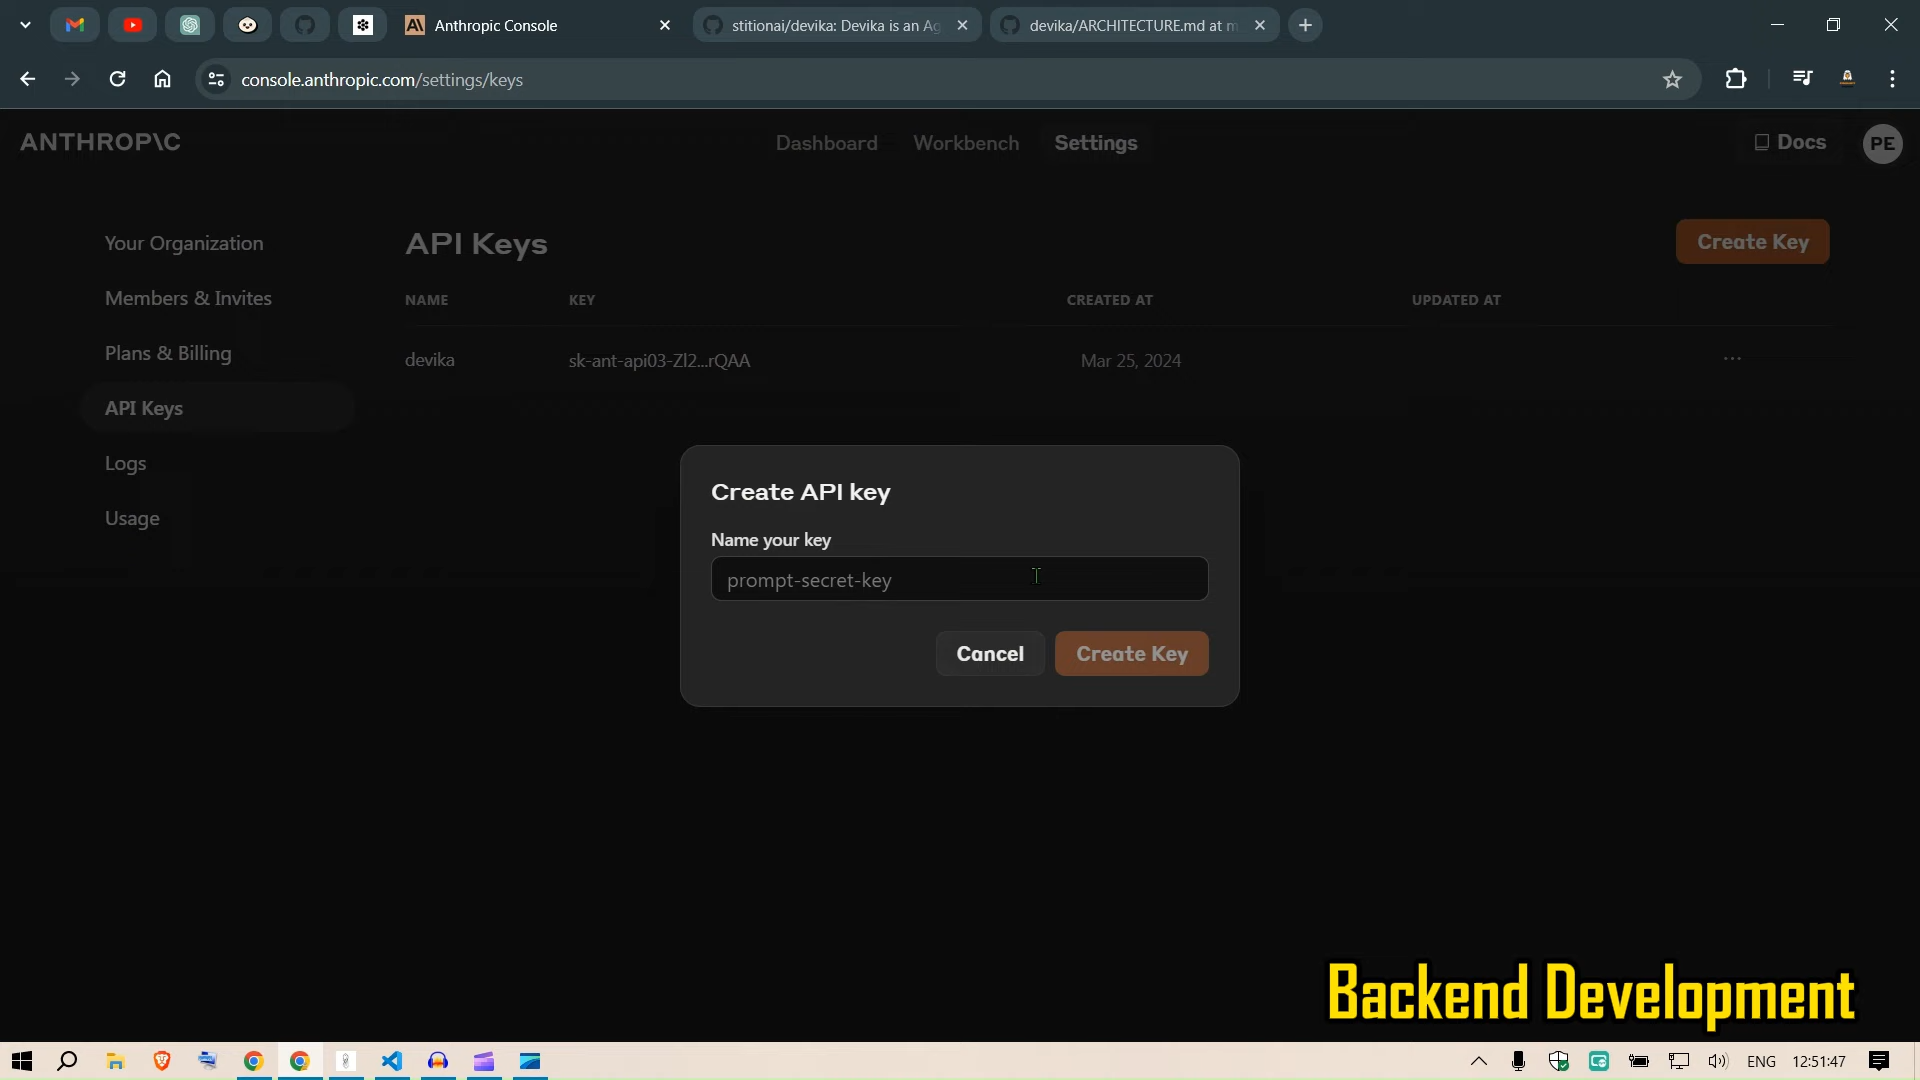 Anthropic Console
stitionai/devika: Devika is an Ag
devika/ARCHITECTURE.md at m
console.anthropic.com/settings/keys
ANTHROP\C
Dashboard
Workbench
Settings
Docs
PE
Your Organization
Members & Invites
Plans & Billing
API Keys
Logs
Usage
API Keys
Create Key
NAME
KEY
CREATED AT
UPDATED AT
devika
sk-ant-api03-Zl2...rQAA
Mar 25, 2024
Create API key
Name your key
prompt-secret-key
Cancel
Create Key
Backend Development
ENG
12:51:47